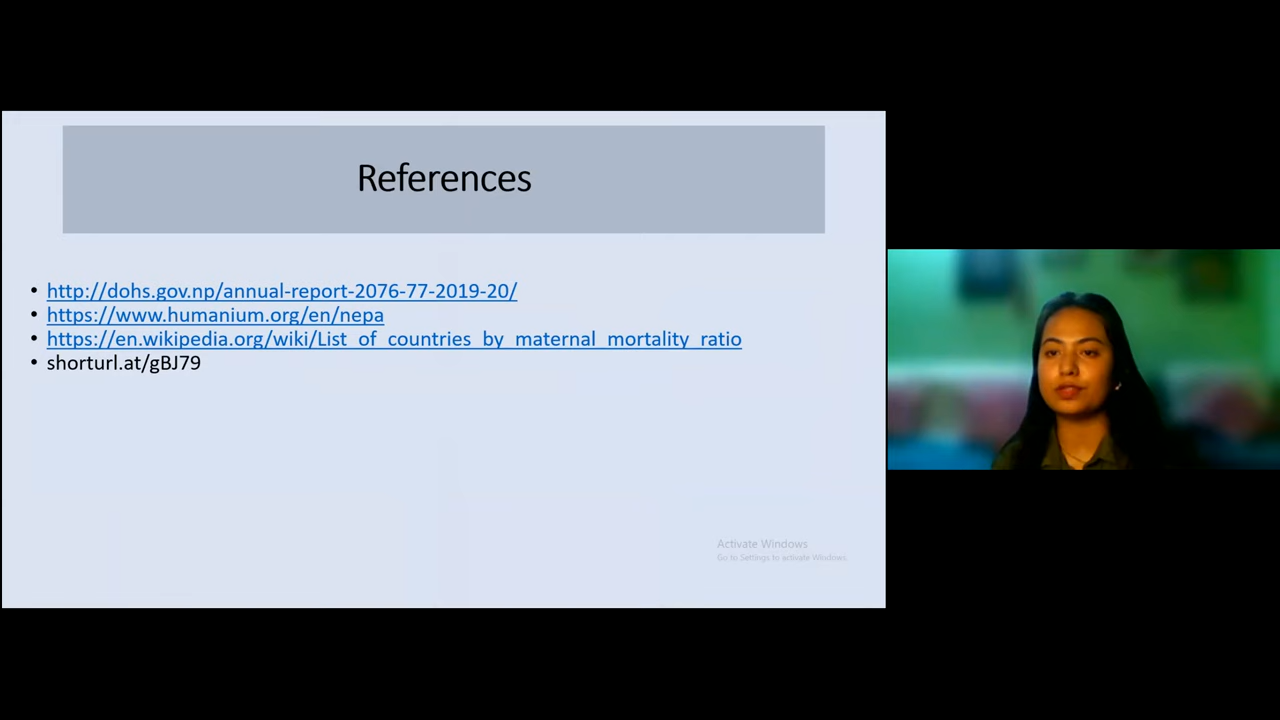 References
• http://dohs.gov.np/annual-report-2076-77-2019-20/
• https://www.humanium.org/en/nepa
• https://en.wikipedia.org/wiki/List_of_countries_by_maternal_mortality_ratio
• shorturl.at/gBJ79
Activate Windows
Go to Settings to activate Windows.